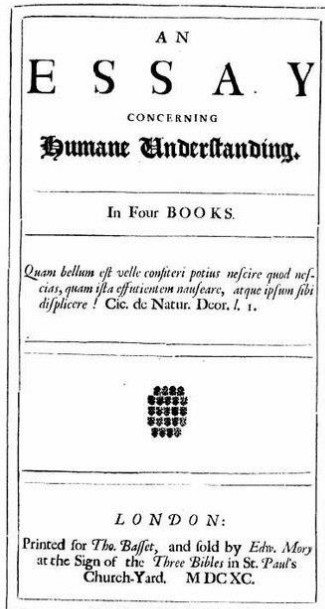 AN
ESSAY
CONCERNING
Humane Underſtanding.
In Four BOOKS.
Quam bellum eſt velle confiteri potius neſcire quod neſ-
cias, quam iſta effutientem nauſeare, atque ipſum ſibi
diſplicere ! Cic. de Natur. Deor. l. 1.
LONDON:
Printed for Tho. Baſſet, and ſold by Edw. Mory
at the Sign of the Three Bibles in St. Paul's
Church-Yard. M DC XC.